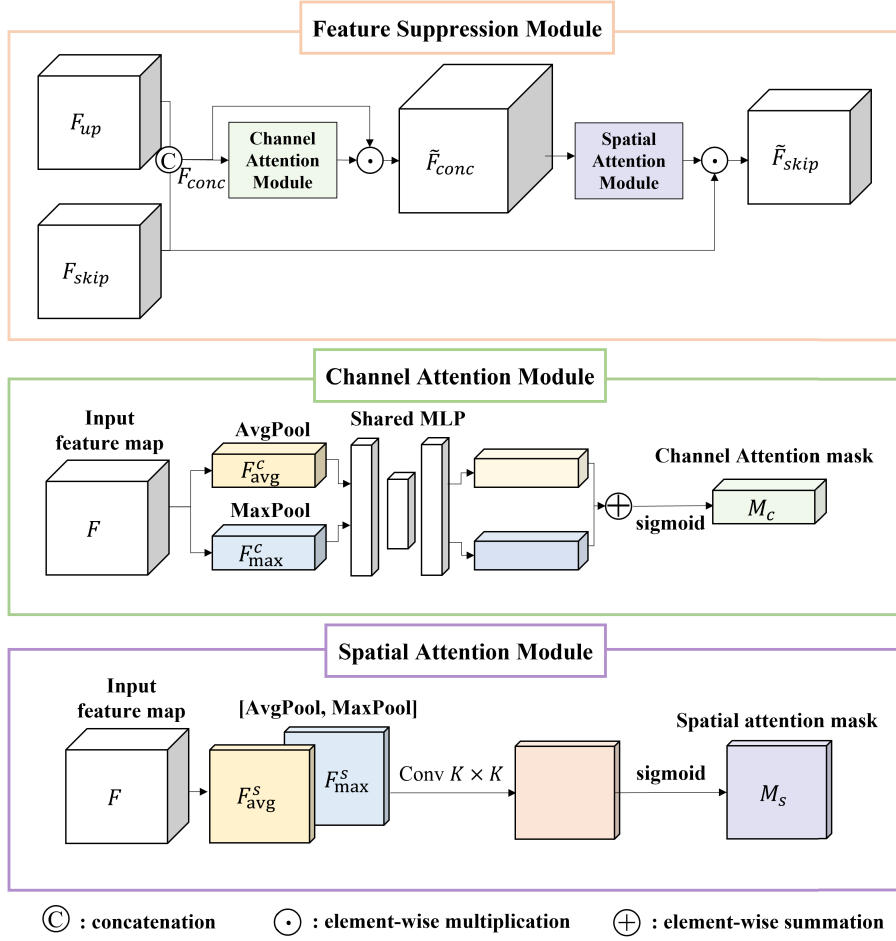 Feature Suppression Module
F_up
C
F_conc
Channel
Attention
Module
F̃_conc
Spatial
Attention
Module
F̃_skip
F_skip
Channel Attention Module
Input
feature map
F
AvgPool
F^c_avg
MaxPool
F^c_max
Shared MLP
sigmoid
Channel Attention mask
M_c
Spatial Attention Module
Input
feature map
F
[AvgPool, MaxPool]
F^s_avg
F^s_max
Conv K × K
sigmoid
Spatial attention mask
M_s
Ⓒ : concatenation ⊙ : element-wise multiplication ⊕ : element-wise summation